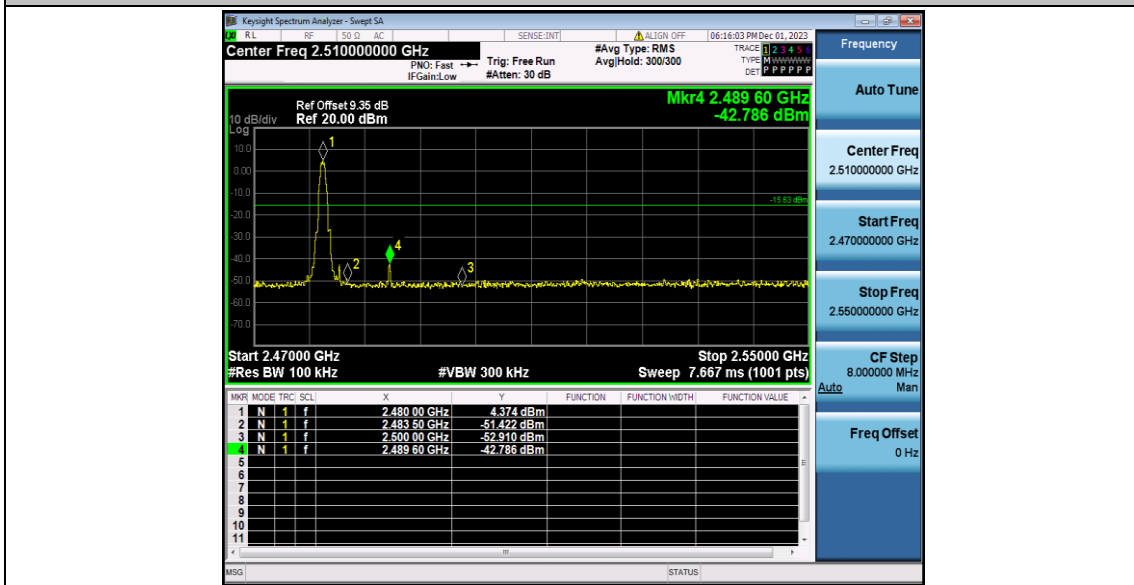 Keysight Spectrum Analyzer - Swept SA
RL RF 50 Ω AC SENSE:INT ALIGN OFF 06:16:03 PM Dec 01, 2023
Center Freq 2.510000000 GHz
PNO: Fast
IFGain:Low
Trig: Free Run
#Atten: 30 dB
#Avg Type: RMS
Avg|Hold: 300/300
TRACE 1 2 3 4 5 6
TYPE M WWWWW
DET P P P P P P
Mkr4 2.489 60 GHz
-42.786 dBm
Ref Offset 9.35 dB
10 dB/div Ref 20.00 dBm
Log
10.0
0.00
-10.0
-20.0
-30.0
-40.0
-50.0
-60.0
-70.0
1
-15.63 dBm
4
2
3
Start 2.47000 GHz Stop 2.55000 GHz
#Res BW 100 kHz #VBW 300 kHz Sweep 7.667 ms (1001 pts)
MKR MODE TRC SCL X Y FUNCTION FUNCTION WIDTH FUNCTION VALUE
1 N 1 f 2.480 00 GHz 4.374 dBm
2 N 1 f 2.483 50 GHz -51.422 dBm
3 N 1 f 2.500 00 GHz -52.910 dBm
4 N 1 f 2.489 60 GHz -42.786 dBm
5
6
7
8
9
10
11
MSG STATUS
Frequency
Auto Tune
Center Freq
2.510000000 GHz
Start Freq
2.470000000 GHz
Stop Freq
2.550000000 GHz
CF Step
8.000000 MHz
Auto Man
Freq Offset
0 Hz